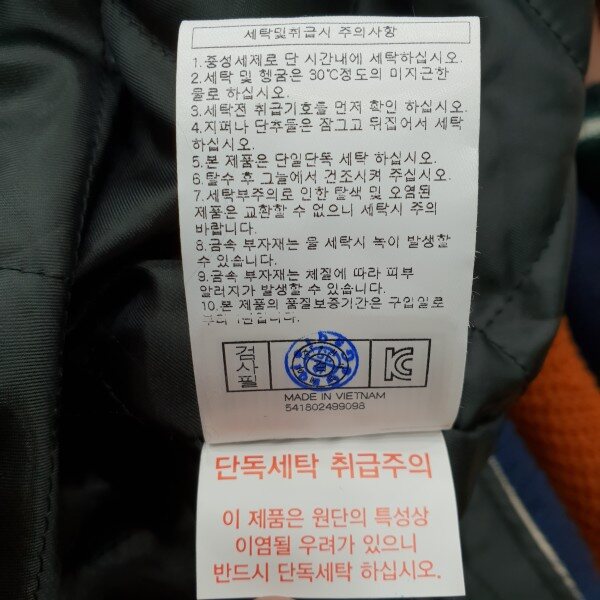 세탁및취급시 주의사항
1.중성세제로 단 시간내에 세탁하십시오.
2.세탁 및 헹굼은 30℃정도의 미지근한
물로 하십시오.
3.세탁전 취급기호를 먼저 확인 하십시오.
4.지퍼나 단추들은 잠그고 뒤집어서 세탁
하십시오.
5.본 제품은 단일단독 세탁 하십시오.
6.탈수 후 그늘에서 건조시켜 주십시오.
7.세탁부주의로 인한 탈색 및 오염된
제품은 교환할 수 없으니 세탁시 주의
바랍니다.
8.금속 부자재는 물 세탁시 녹이 발생할
수 있습니다.
9.금속 부자재는 체질에 따라 피부
알러지가 발생할 수 있습니다.
10.본 제품의 품질보증기간은 구입일로
부터 1년입니다.
검사필
KC
MADE IN VIETNAM
541802499098
단독세탁 취급주의
이 제품은 원단의 특성상
이염될 우려가 있으니
반드시 단독세탁 하십시오.